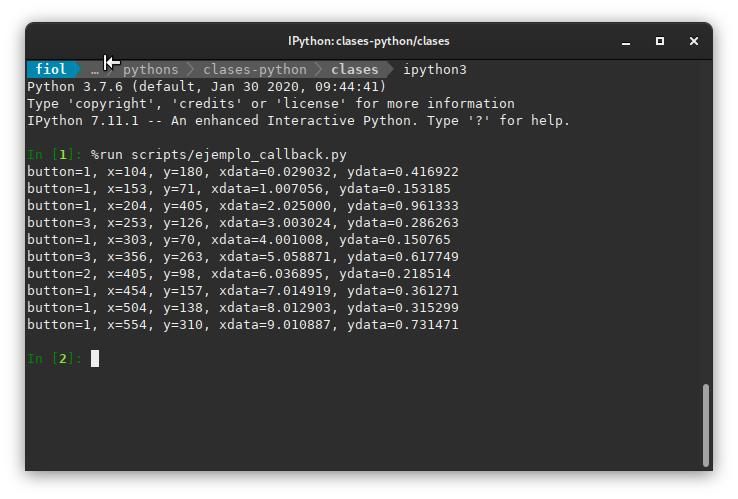 IPython: clases-python/clases
fiol … pythons clases-python clases ipython3
Python 3.7.6 (default, Jan 30 2020, 09:44:41)
Type 'copyright', 'credits' or 'license' for more information
IPython 7.11.1 -- An enhanced Interactive Python. Type '?' for help.
In [1]: %run scripts/ejemplo_callback.py
button=1, x=104, y=180, xdata=0.029032, ydata=0.416922
button=1, x=153, y=71, xdata=1.007056, ydata=0.153185
button=1, x=204, y=405, xdata=2.025000, ydata=0.961333
button=3, x=253, y=126, xdata=3.003024, ydata=0.286263
button=1, x=303, y=70, xdata=4.001008, ydata=0.150765
button=3, x=356, y=263, xdata=5.058871, ydata=0.617749
button=2, x=405, y=98, xdata=6.036895, ydata=0.218514
button=1, x=454, y=157, xdata=7.014919, ydata=0.361271
button=1, x=504, y=138, xdata=8.012903, ydata=0.315299
button=1, x=554, y=310, xdata=9.010887, ydata=0.731471
In [2]: